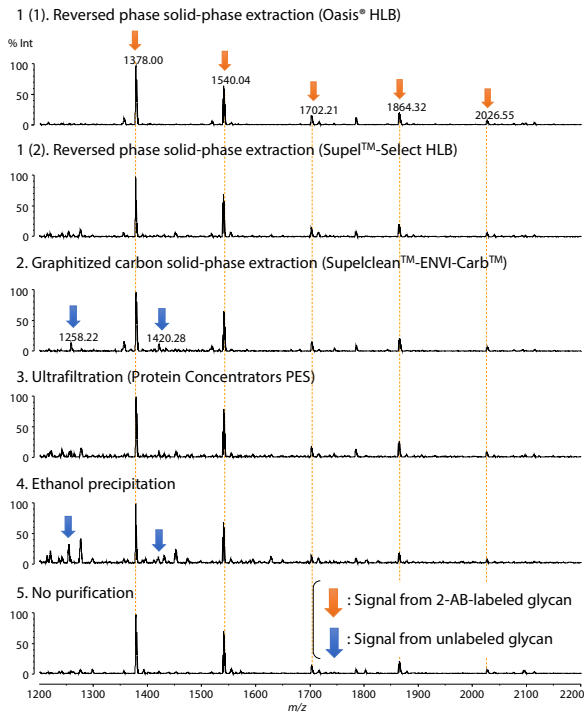 1 (1). Reversed phase solid-phase extraction (Oasis® HLB)
% Int
1378.00
1540.04
1702.21
1864.32
2026.55
100
50
0
1 (2). Reversed phase solid-phase extraction (Supel™-Select HLB)
100
50
0
2. Graphitized carbon solid-phase extraction (Supelclean™-ENVI-Carb™)
1258.22
1420.28
100
50
0
3. Ultrafiltration (Protein Concentrators PES)
100
50
0
4. Ethanol precipitation
100
50
0
5. No purification
: Signal from 2-AB-labeled glycan
: Signal from unlabeled glycan
100
50
0
1200 1300 1400 1500 1600 1700 1800 1900 2000 2100 2200
m/z